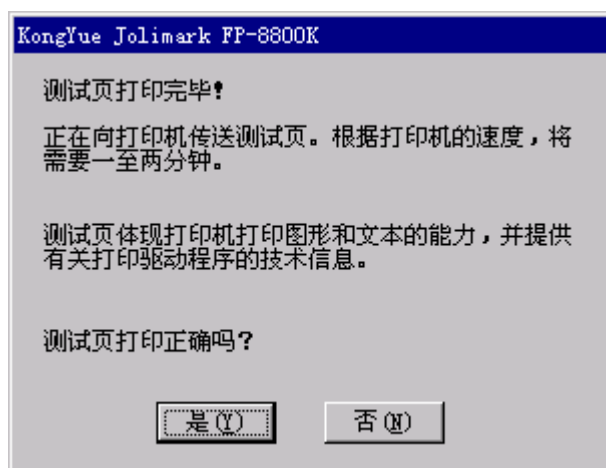 KongYue Jolimark FP-8800K
测试页打印完毕!
正在向打印机传送测试页。根据打印机的速度，将
需要一至两分钟。
测试页体现打印机打印图形和文本的能力，并提供
有关打印驱动程序的技术信息。
测试页打印正确吗?
是(Y) 否(N)